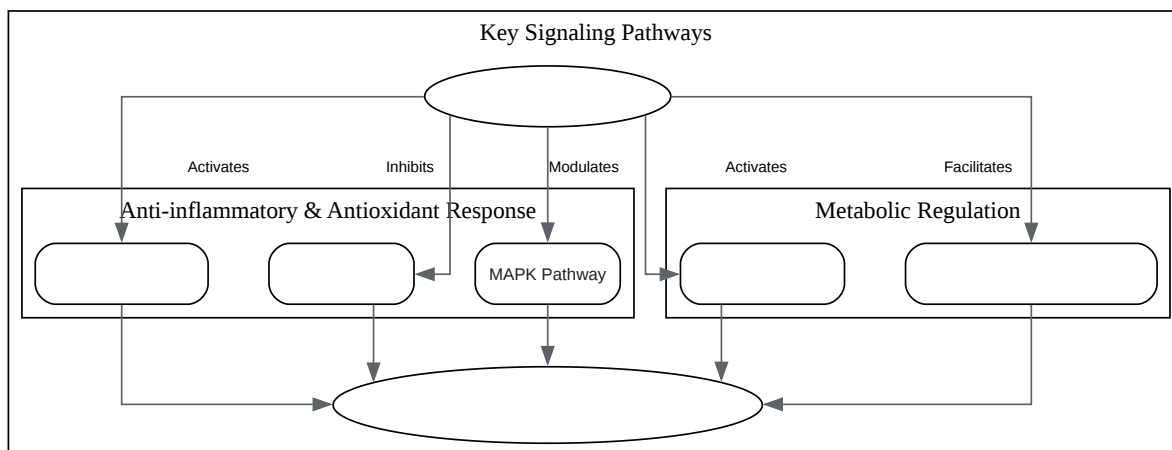 Key Signaling Pathways
Activates
Inhibits
Modulates
Activates
Facilitates
Anti-inflammatory & Antioxidant Response
Metabolic Regulation
MAPK Pathway